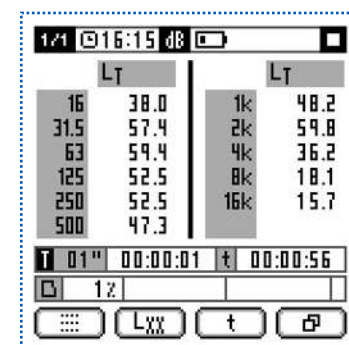 1/1 16:15 dB
LT LT
16 38.0 1k 48.2
31.5 57.4 2k 59.8
63 59.4 4k 36.2
125 52.5 8k 18.1
250 52.5 16k 15.7
500 47.3
T 01" 00:00:01 t 00:00:56
1%
Lxx t